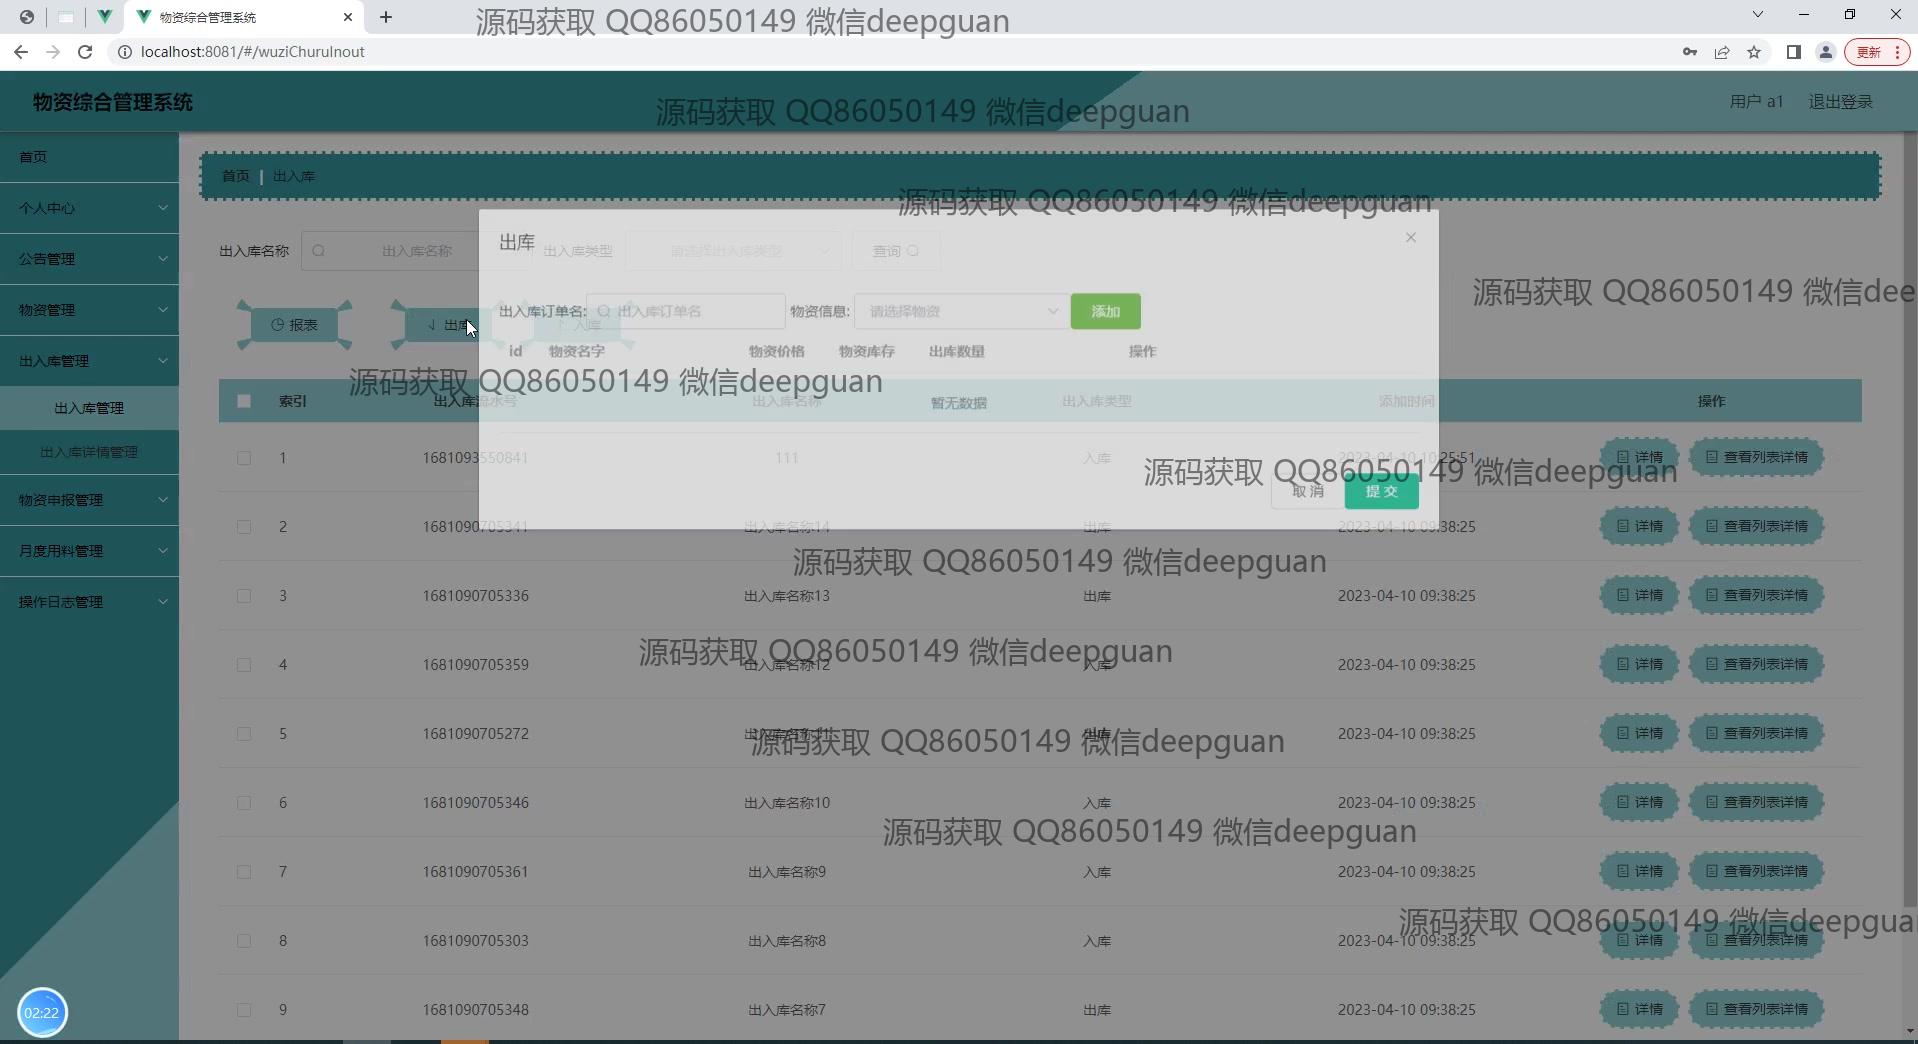 物资综合管理系统
源码获取 QQ86050149 微信deepguan
localhost:8081/#/wuziChuruInout
更新
物资综合管理系统
源码获取 QQ86050149 微信deepguan
用户 a1
退出登录
首页
首页 | 出入库
个人中心
源码获取 QQ86050149 微信deepguan
出库
出入库名称
出入库名称
出入库类型
请选择出入库类型
查询
公告管理
源码获取 QQ86050149 微信dee
物资管理
出入库订单名:
出入库订单名
物资信息:
请选择物资
添加
报表
出库
入库
id 物资名字 物资价格 物资库存 出库数量 操作
出入库管理
源码获取 QQ86050149 微信deepguan
索引 出入库流水号 出入库名称 暂无数据 出入库类型 添加时间 操作
出入库管理
出入库详情管理
1 1681093550841 111 入库 2023-04-10 10:25:51 详情 查看列表详情
源码获取 QQ86050149 微信deepguan
取 消
提 交
物资申报管理
2 1681090705341 出入库名称14 出库 2023-04-10 09:38:25 详情 查看列表详情
月度用料管理
源码获取 QQ86050149 微信deepguan
3 1681090705336 出入库名称13 出库 2023-04-10 09:38:25 详情 查看列表详情
操作日志管理
源码获取 QQ86050149 微信deepguan
4 1681090705359 出入库名称12 入库 2023-04-10 09:38:25 详情 查看列表详情
5 1681090705272 出入库名称11 出库 2023-04-10 09:38:25 详情 查看列表详情
源码获取 QQ86050149 微信deepguan
6 1681090705346 出入库名称10 入库 2023-04-10 09:38:25 详情 查看列表详情
源码获取 QQ86050149 微信deepguan
7 1681090705361 出入库名称9 入库 2023-04-10 09:38:25 详情 查看列表详情
源码获取 QQ86050149 微信deepgua
8 1681090705303 出入库名称8 入库 2023-04-10 09:38:25 详情 查看列表详情
9 1681090705348 出入库名称7 出库 2023-04-10 09:38:25 详情 查看列表详情
02:22